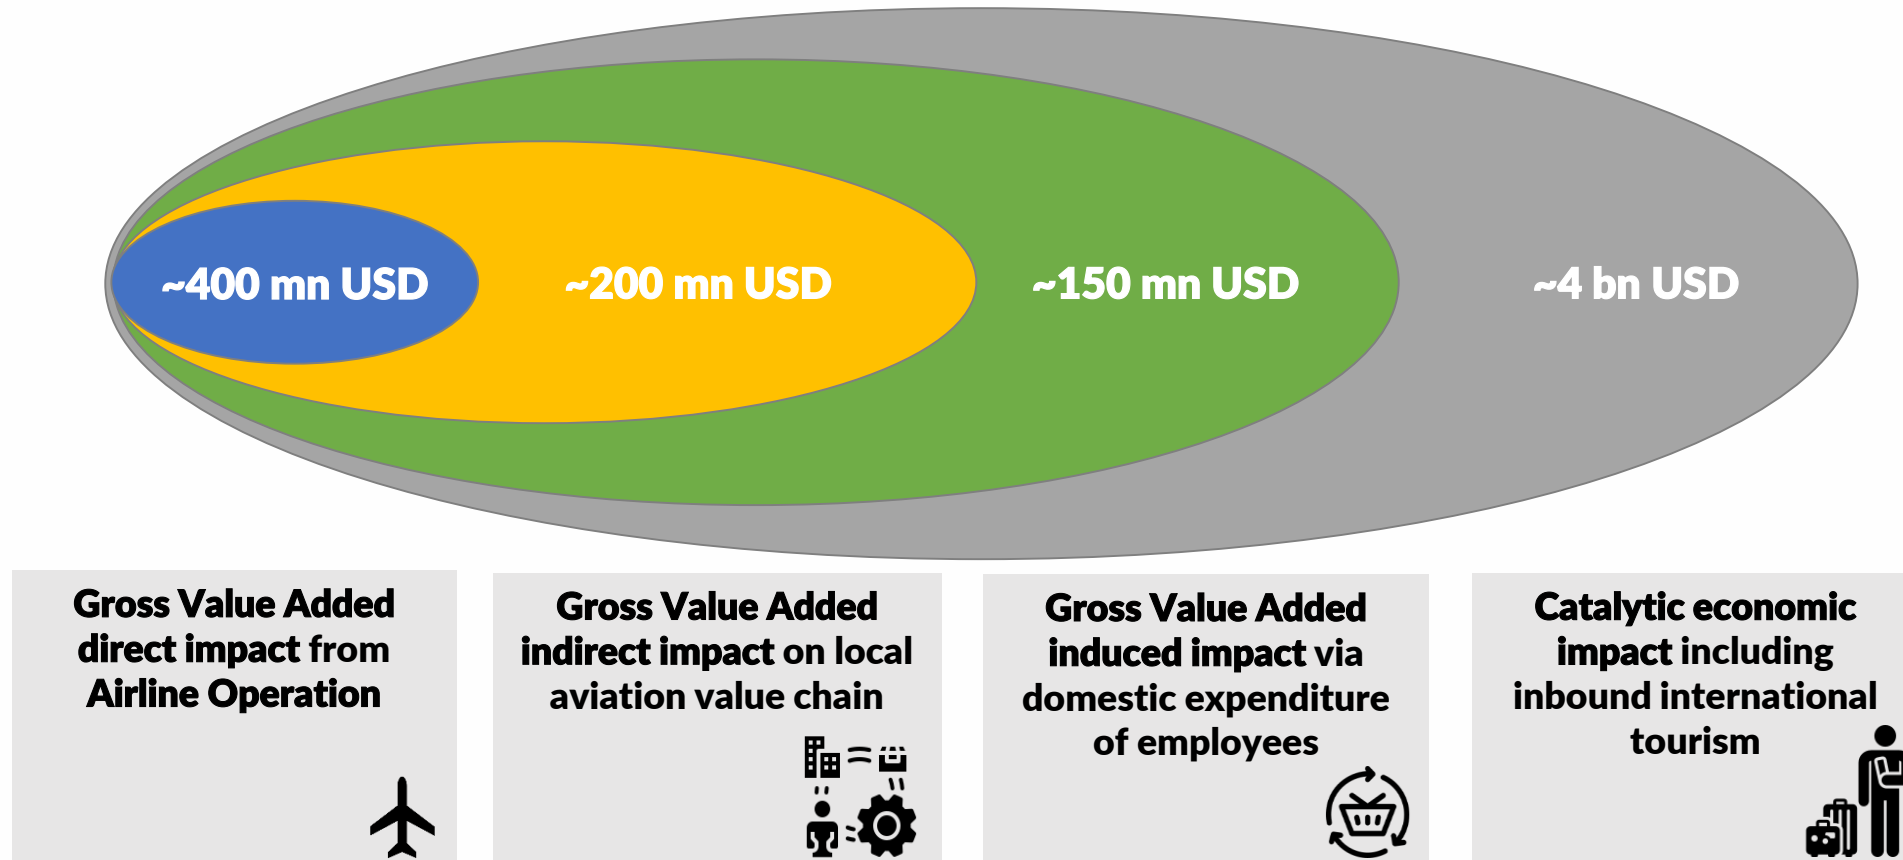 ~400 mn USD
~200 mn USD
~150 mn USD
~4 bn USD
Gross Value Added
direct impact from
Airline Operation
Gross Value Added
indirect impact on local
aviation value chain
Gross Value Added
induced impact via
domestic expenditure
of employees
Catalytic economic
impact including
inbound international
tourism